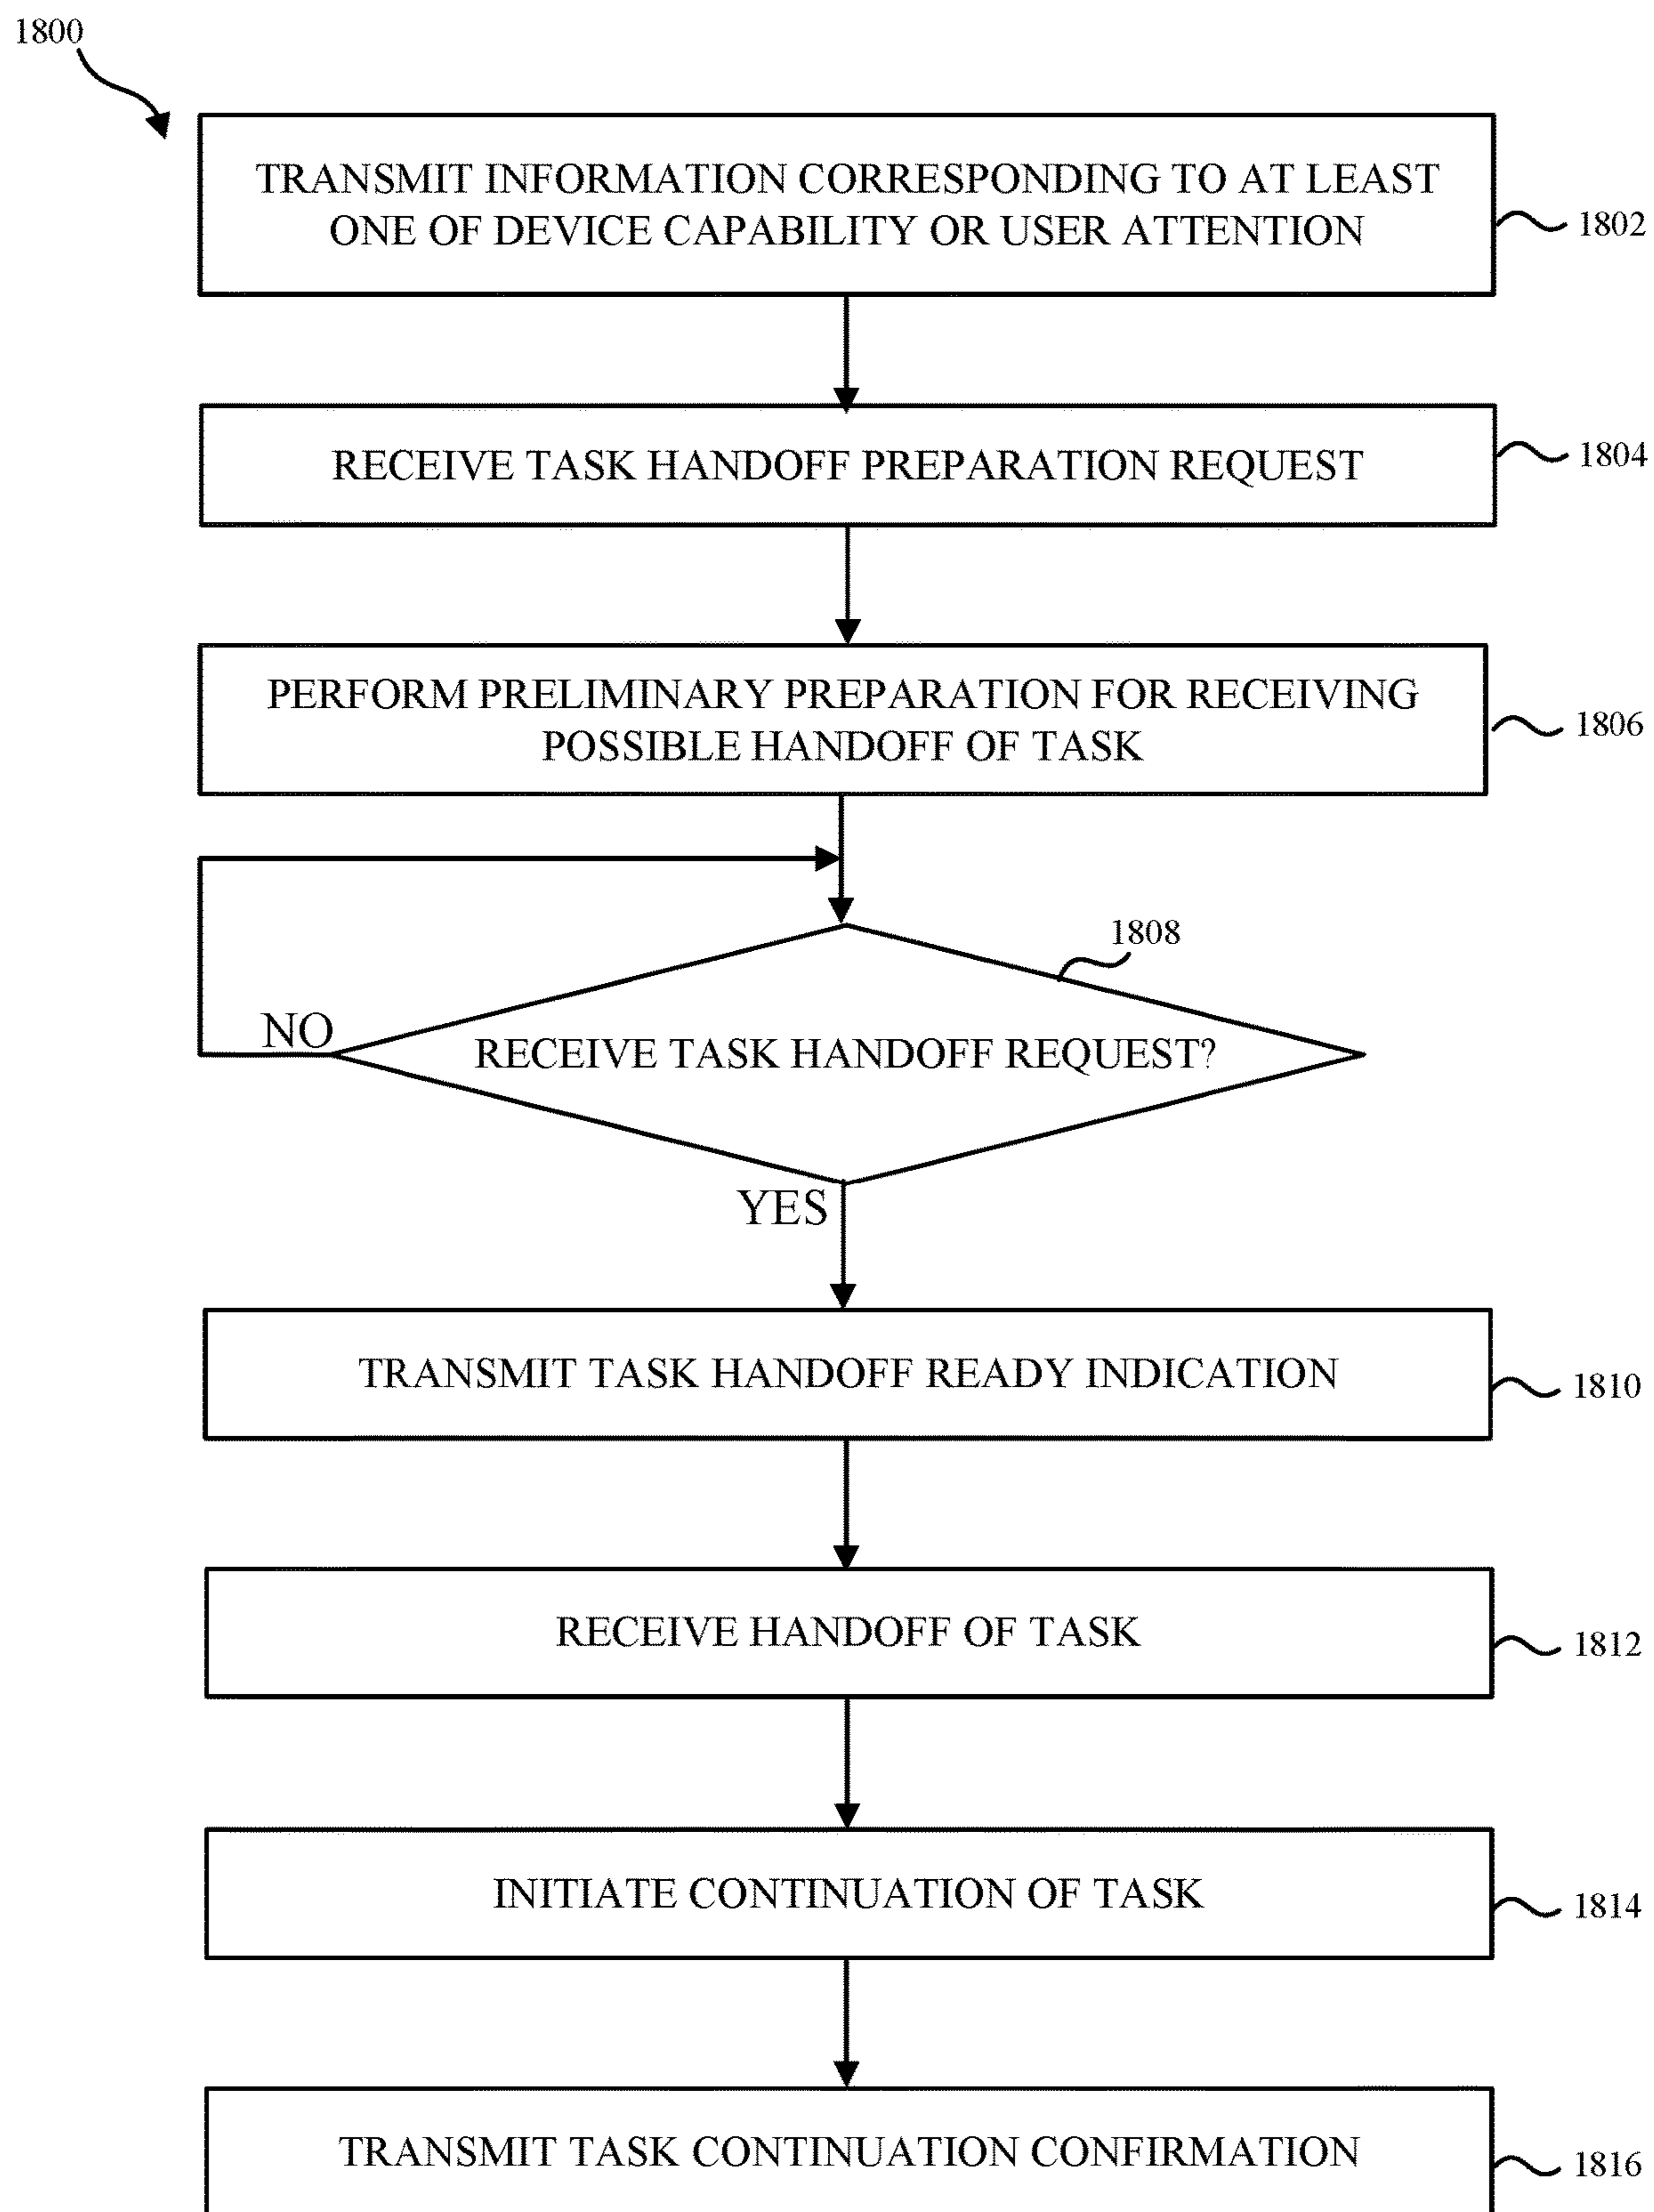 1800
TRANSMIT INFORMATION CORRESPONDING TO AT LEAST
ONE OF DEVICE CAPABILITY OR USER ATTENTION
1802
RECEIVE TASK HANDOFF PREPARATION REQUEST
1804
PERFORM PRELIMINARY PREPARATION FOR RECEIVING
POSSIBLE HANDOFF OF TASK
1806
1808
NO
RECEIVE TASK HANDOFF REQUEST?
YES
TRANSMIT TASK HANDOFF READY INDICATION
1810
RECEIVE HANDOFF OF TASK
1812
INITIATE CONTINUATION OF TASK
1814
TRANSMIT TASK CONTINUATION CONFIRMATION
1816